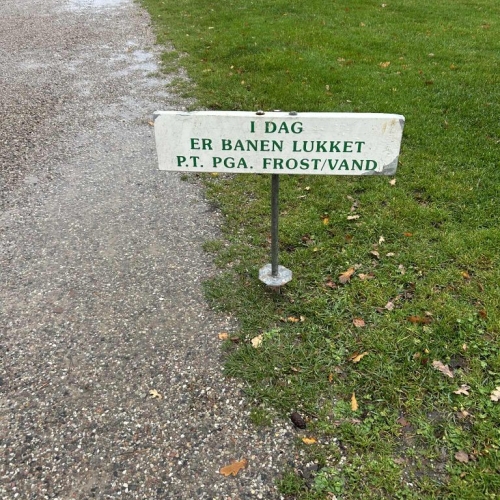 I DAG
ER BANEN LUKKET
P.T. PGA. FROST/VAND